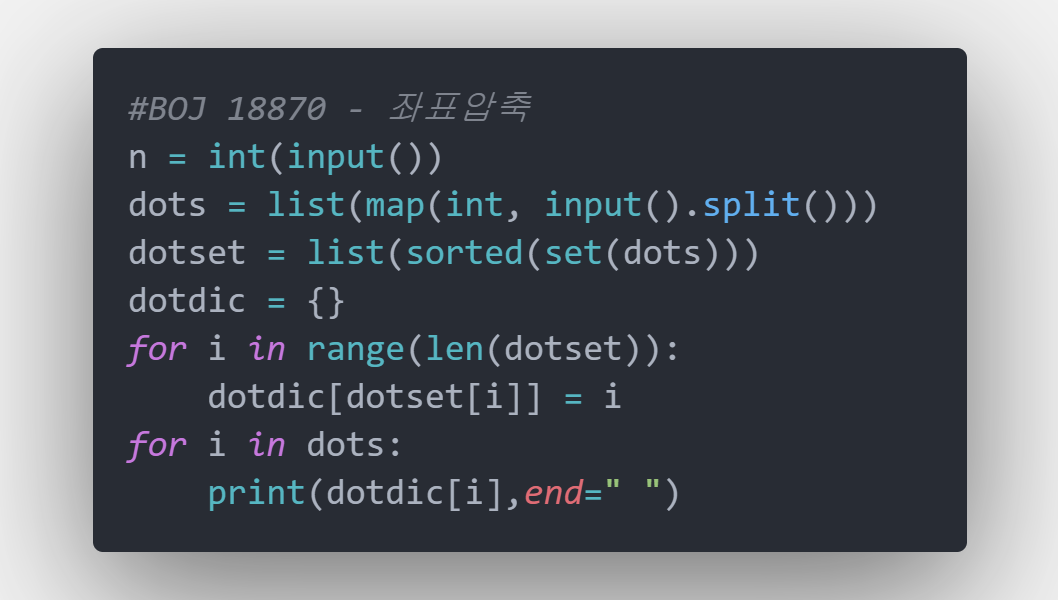 #BOJ 18870 - 좌표압축
n = int(input())
dots = list(map(int, input().split()))
dotset = list(sorted(set(dots)))
dotdic = {}
for i in range(len(dotset)):
    dotdic[dotset[i]] = i
for i in dots:
    print(dotdic[i],end=" ")